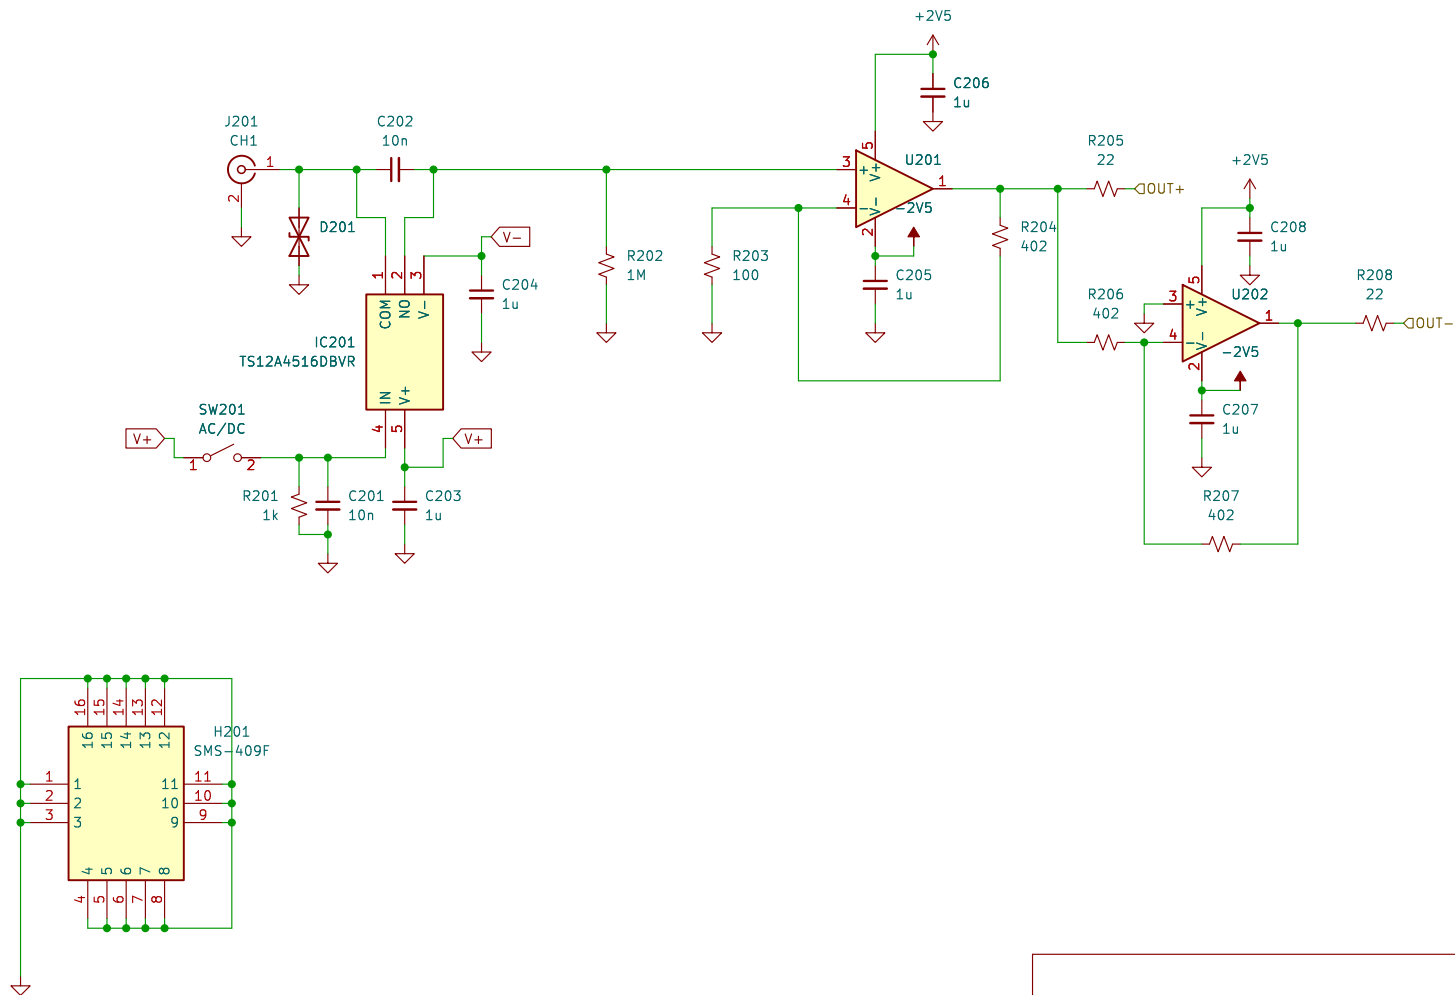 +2V5
C206
1u
J201
CH1
1
2
C202
10n
3
4
5
1
2
+
-
V+
V-
U201
-2V5
R205
22
OUT+
+2V5
D201
V-
1
2
3
COM
NO
V-
C204
1u
R202
1M
R203
100
C205
1u
R204
402
C208
1u
R206
402
3
4
5
1
2
+
-
V+
V-
U202
-2V5
R208
22
OUT-
IC201
TS12A4516DBVR
IN
V+
4
5
C207
1u
SW201
AC/DC
V+
1
2
V+
R201
1k
C201
10n
C203
1u
R207
402
16
15
14
13
12
16
15
14
13
12
H201
SMS-409F
1
1
11
11
2
2
10
10
3
3
9
9
4
5
6
7
8
4
5
6
7
8